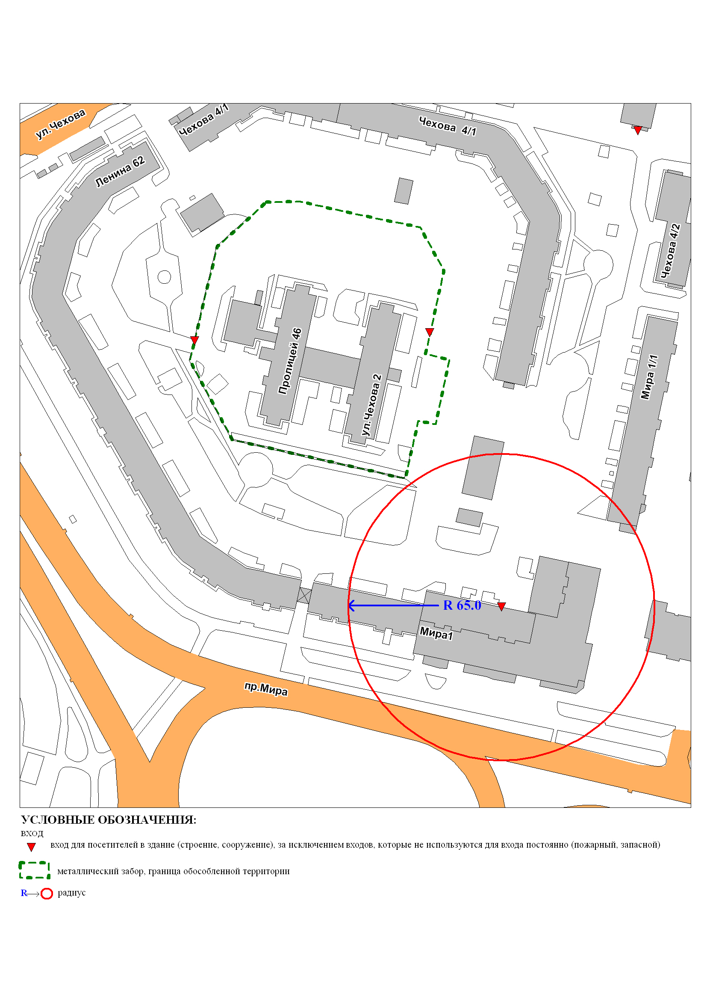 ул.Чехова
Чехова 4/1
Чехова 4/1
Ленина 62
Чехова 4/2
Пролицей 46
ул.Чехова 2
Мира 1/1
R 65.0
Мира1
пр.Мира
УСЛОВНЫЕ ОБОЗНАЧЕНИЯ:
ВХОД
вход для посетителей в здание (строение, сооружение), за исключением входов, которые не используются для входа постоянно (пожарный, запасной)
металлический забор, граница обособленной территории
R радиус